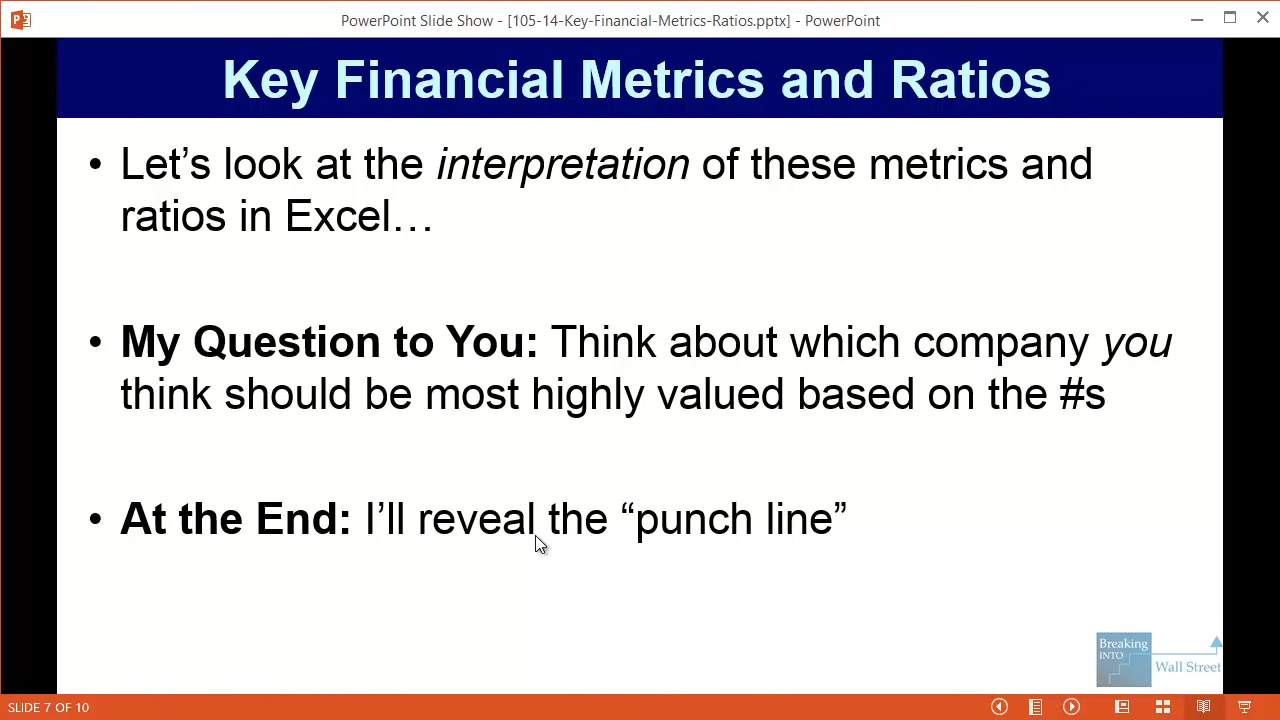 PowerPoint Slide Show - [105-14-Key-Financial-Metrics-Ratios.pptx] - PowerPoint
Key Financial Metrics and Ratios
• Let’s look at the interpretation of these metrics and
ratios in Excel…
• My Question to You: Think about which company you
think should be most highly valued based on the #s
• At the End: I’ll reveal the “punch line”
Breaking
INTO
Wall Street
SLIDE 7 OF 10